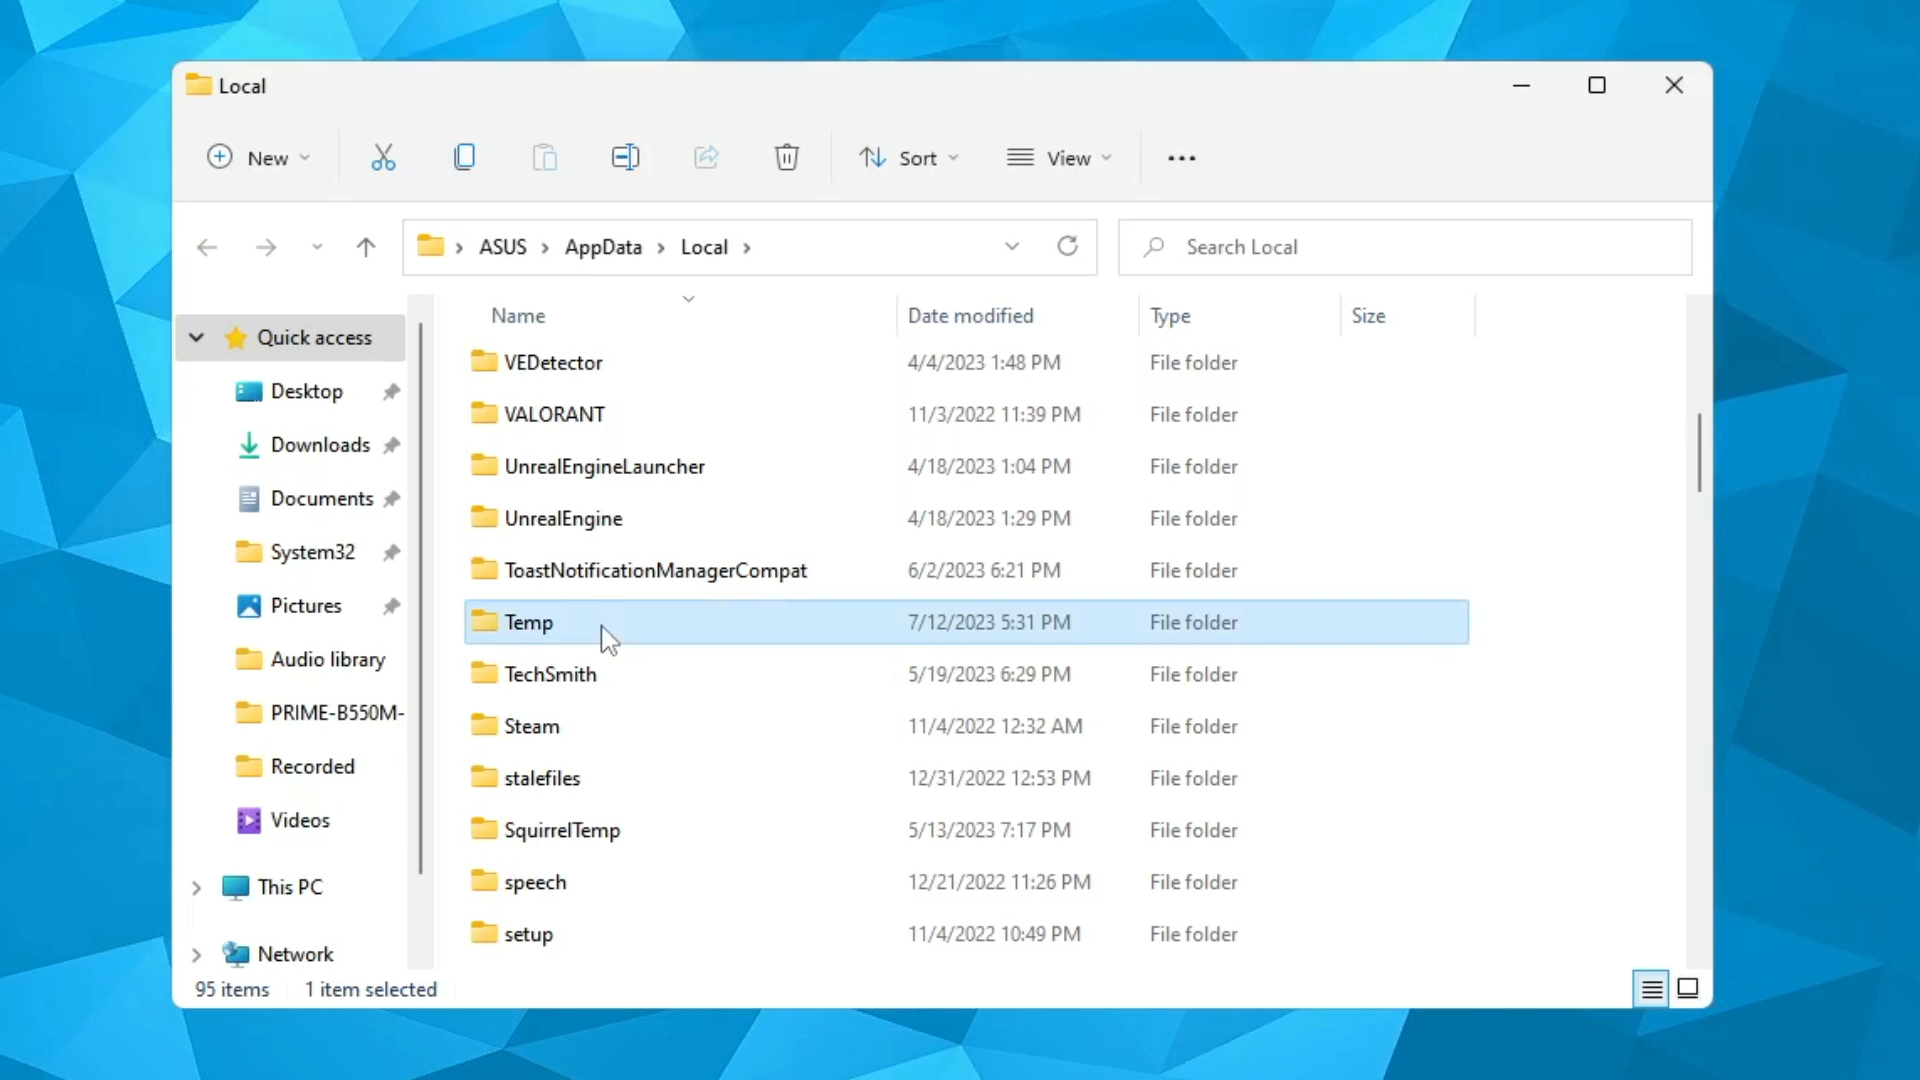 Local
New
Sort
View
ASUS
AppData
Local
Search Local
Name
Date modified
Type
Size
Quick access
Desktop
Downloads
Documents
System32
Pictures
Audio library
PRIME-B550M-
Recorded
Videos
This PC
Network
VEDetector 4/4/2023 1:48 PM File folder
VALORANT 11/3/2022 11:39 PM File folder
UnrealEngineLauncher 4/18/2023 1:04 PM File folder
UnrealEngine 4/18/2023 1:29 PM File folder
ToastNotificationManagerCompat 6/2/2023 6:21 PM File folder
Temp 7/12/2023 5:31 PM File folder
TechSmith 5/19/2023 6:29 PM File folder
Steam 11/4/2022 12:32 AM File folder
stalefiles 12/31/2022 12:53 PM File folder
SquirrelTemp 5/13/2023 7:17 PM File folder
speech 12/21/2022 11:26 PM File folder
setup 11/4/2022 10:49 PM File folder
95 items 1 item selected